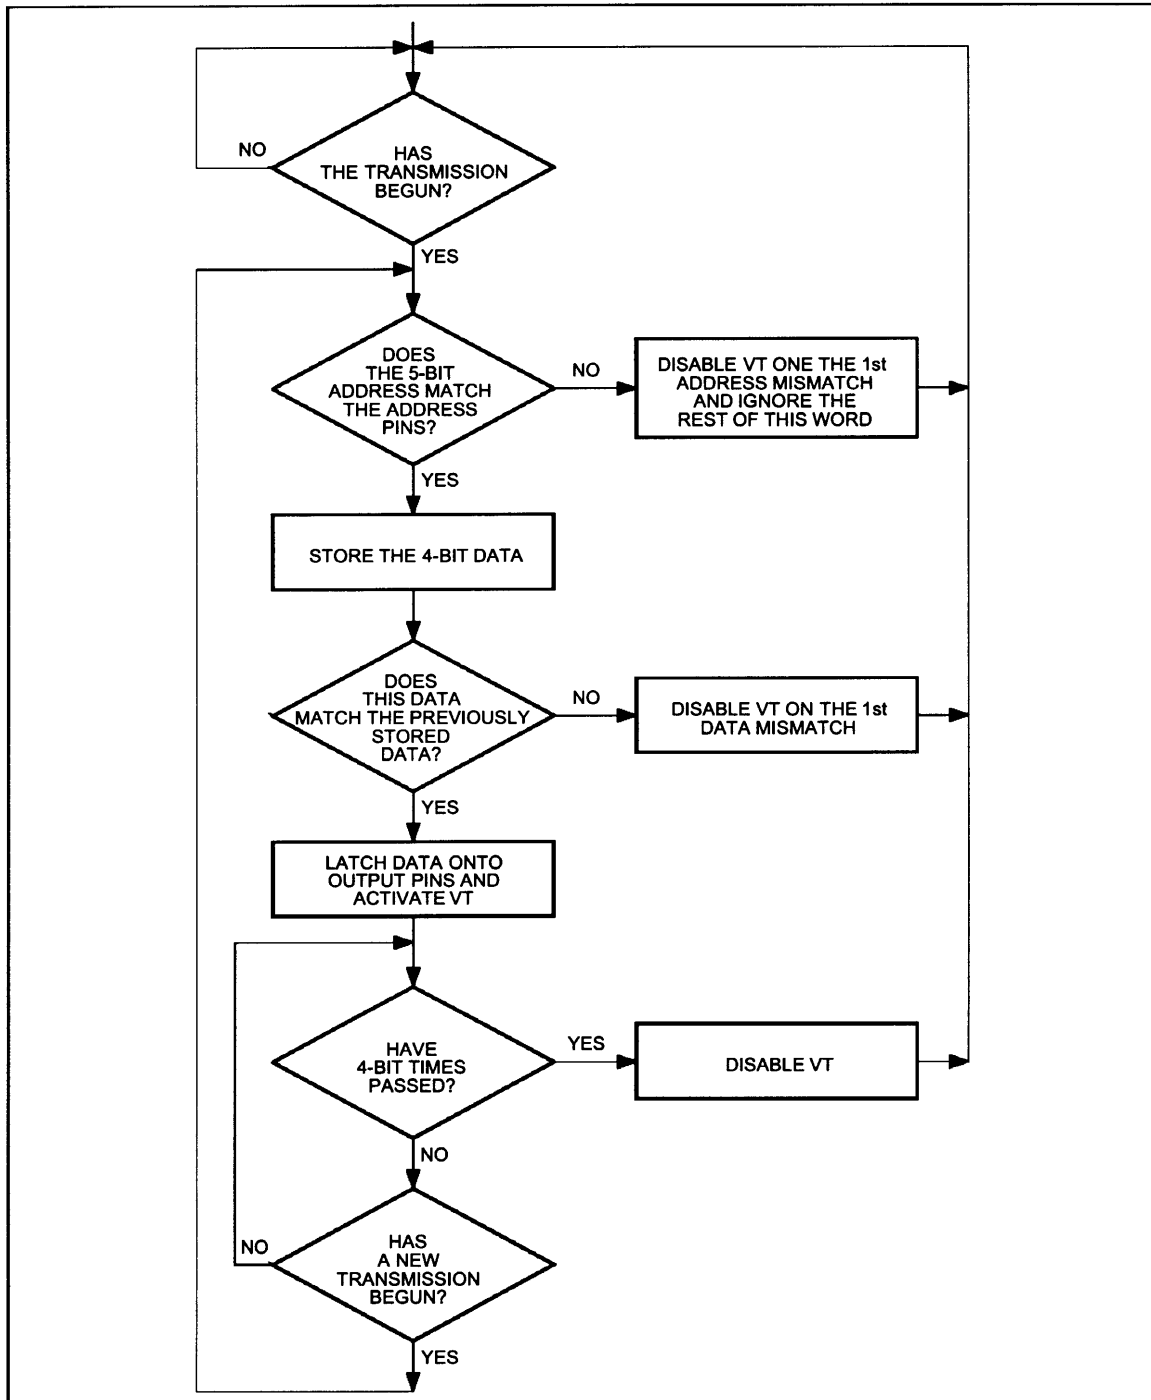 HAS
THE TRANSMISSION
BEGUN?
NO
YES
DOES
THE 5-BIT
ADDRESS MATCH
THE ADDRESS
PINS?
NO
DISABLE VT ONE THE 1st
ADDRESS MISMATCH
AND IGNORE THE
REST OF THIS WORD
YES
STORE THE 4-BIT DATA
DOES
THIS DATA
MATCH THE PREVIOUSLY
STORED
DATA?
NO
DISABLE VT ON THE 1st
DATA MISMATCH
YES
LATCH DATA ONTO
OUTPUT PINS AND
ACTIVATE VT
HAVE
4-BIT TIMES
PASSED?
YES
DISABLE VT
NO
HAS
A NEW
TRANSMISSION
BEGUN?
NO
YES